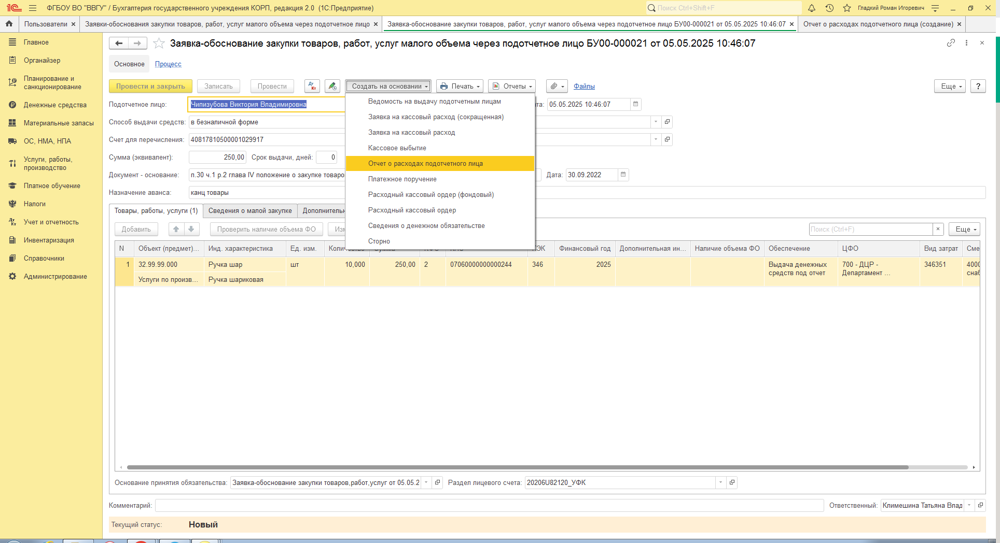 ФГБОУ ВО "ВВГУ" / Бухгалтерия государственного учреждения КОРП, редакция 2.0 (1С:Предприятие)
Поиск Ctrl+Shift+F
Гладкий Роман Игоревич
Пользователи ×
Заявки-обоснования закупки товаров, работ, услуг малого объема через подотчетное лицо ×
Заявка-обоснование закупки товаров, работ, услуг малого объема через подотчетное лицо БУ00-000021 от 05.05.2025 10:46:07 ×
Отчет о расходах подотчетного лица (создание) ×
Главное
Органайзер
Планирование и
санкционирование
Денежные средства
Материальные запасы
ОС, НМА, НПА
Услуги, работы,
производство
Платное обучение
Налоги
Учет и отчетность
Инвентаризация
Справочники
Администрирование
Заявка-обоснование закупки товаров, работ, услуг малого объема через подотчетное лицо БУ00-000021 от 05.05.2025 10:46:07
Основное Процесс
Провести и закрыть Записать Провести Дт Кт Создать на основании Печать Отчеты Файлы Еще ?
Подотчетное лицо: Чипизубова Виктория Владимировна
та: 05.05.2025 10:46:07
Способ выдачи средств: в безналичной форме
Счет для перечисления: 40817810500001029917
Сумма (эквивалент): 250,00 Срок выдачи, дней: 0
Документ - основание: п.30 ч.1 р.2 глава IV положение о закупке товаро
Дата: 30.09.2022
Назначение аванса: канц товары
Ведомость на выдачу подотчетным лицам
Заявка на кассовый расход (сокращенная)
Заявка на кассовый расход
Кассовое выбытие
Отчет о расходах подотчетного лица
Платежное поручение
Расходный кассовый ордер (фондовый)
Расходный кассовый ордер
Сведения о денежном обязательстве
Сторно
Товары, работы, услуги (1) Сведения о малой закупке Дополнительн
Добавить Проверить наличие объема ФО Изм
Поиск (Ctrl+F) × Еще
N Объект (предмет)... Инд. характеристика Ед. изм. Количество Сумма КФО КПС КЭК Финансовый год Дополнительная ин... Наличие объема ФО Обеспечение ЦФО Вид затрат Сме
1 32.99.99.000 Ручка шар шт 10,000 250,00 2 07060000000000244 346 2025 Выдача денежных 700 - ДЦР - 346351 4000
средств под отчет Департамент ... снаб
Услуги по произв... Ручка шариковая
Основание принятия обязательства: Заявка-обоснование закупки товаров,работ,услуг от 05.05.2 Раздел лицевого счета: 20206U82120_УФК
Комментарий:
Ответственный: Климешина Татьяна Влад
Текущий статус: Новый